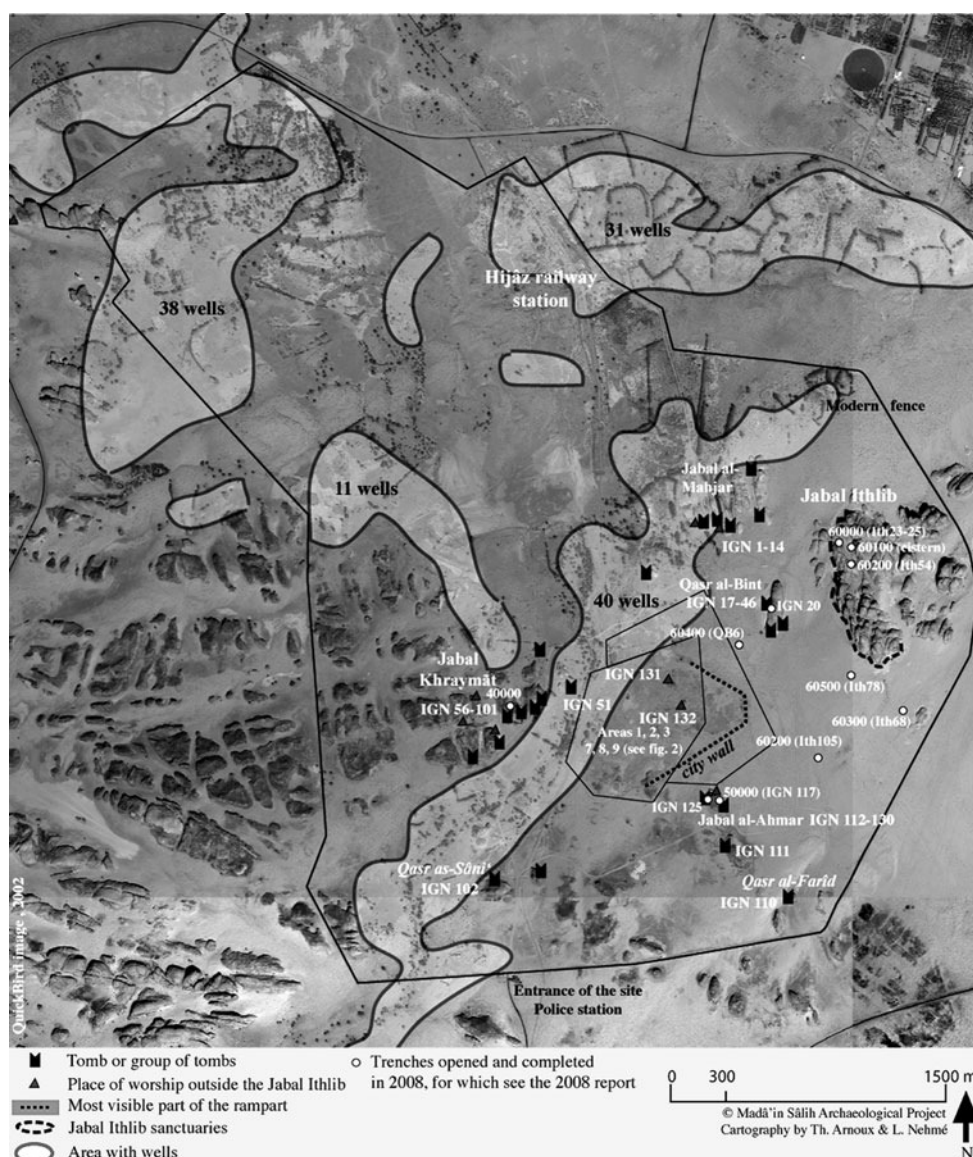 31 wells
Hijâz railway
station
38 wells
Modern fence
Jabal al-
Mahjar
11 wells
Jabal Ithlib
60000 (Ith23-25)
60100 (cistern)
60200 (Ith54)
IGN 1-14
Qasr al-Bint
IGN 17-46
IGN 20
40 wells
60400 (QB6)
Jabal
Khraymât
IGN 56-101
40000
IGN 131
IGN 51
60500 (Ith78)
IGN 132
60300 (Ith68)
Areas 1, 2, 3
7, 8, 9 (see fig. 2)
city wall
60200 (Ith105)
50000 (IGN 117)
IGN 125
Jabal al-Ahmar IGN 112-130
IGN 111
Qasr as-Sâni‘
IGN 102
Qasr al-Farîd
IGN 110
QuickBird image, 2002
Entrance of the site
Police station
Tomb or group of tombs
Place of worship outside the Jabal Ithlib
Most visible part of the rampart
Jabal Ithlib sanctuaries
Area with wells
Trenches opened and completed
in 2008, for which see the 2008 report
0 300 1500 m
© Madâ'in Sâlih Archaeological Project
Cartography by Th. Arnoux & L. Nehmé
N